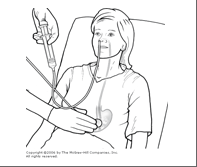 Copyright ©2006 by The McGraw-Hill Companies, Inc.
All rights reserved.